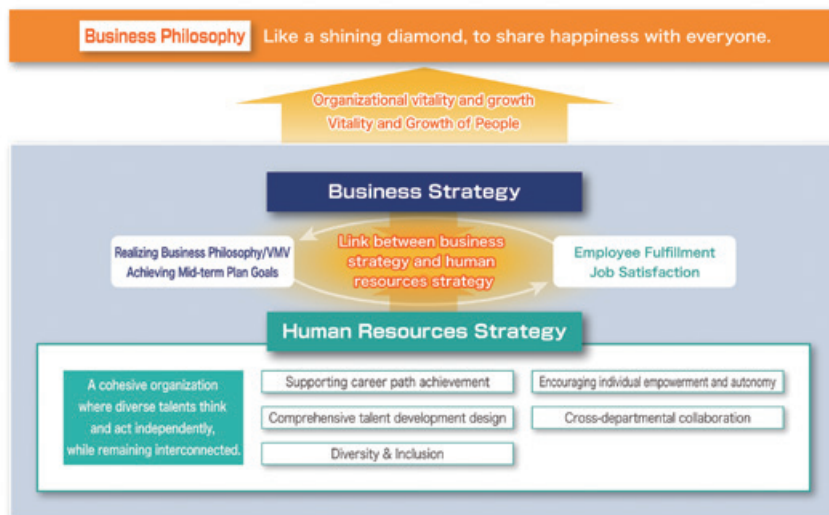 Business Philosophy Like a shining diamond, to share happiness with everyone.
Organizational vitality and growth
Vitality and Growth of People
Business Strategy
Realizing Business Philosophy/VMV
Achieving Mid-term Plan Goals
Link between business
strategy and human
resources strategy
Employee Fulfillment
Job Satisfaction
Human Resources Strategy
A cohesive organization
where diverse talents think
and act independently,
while remaining interconnected.
Supporting career path achievement
Encouraging individual empowerment and autonomy
Comprehensive talent development design
Cross-departmental collaboration
Diversity & Inclusion